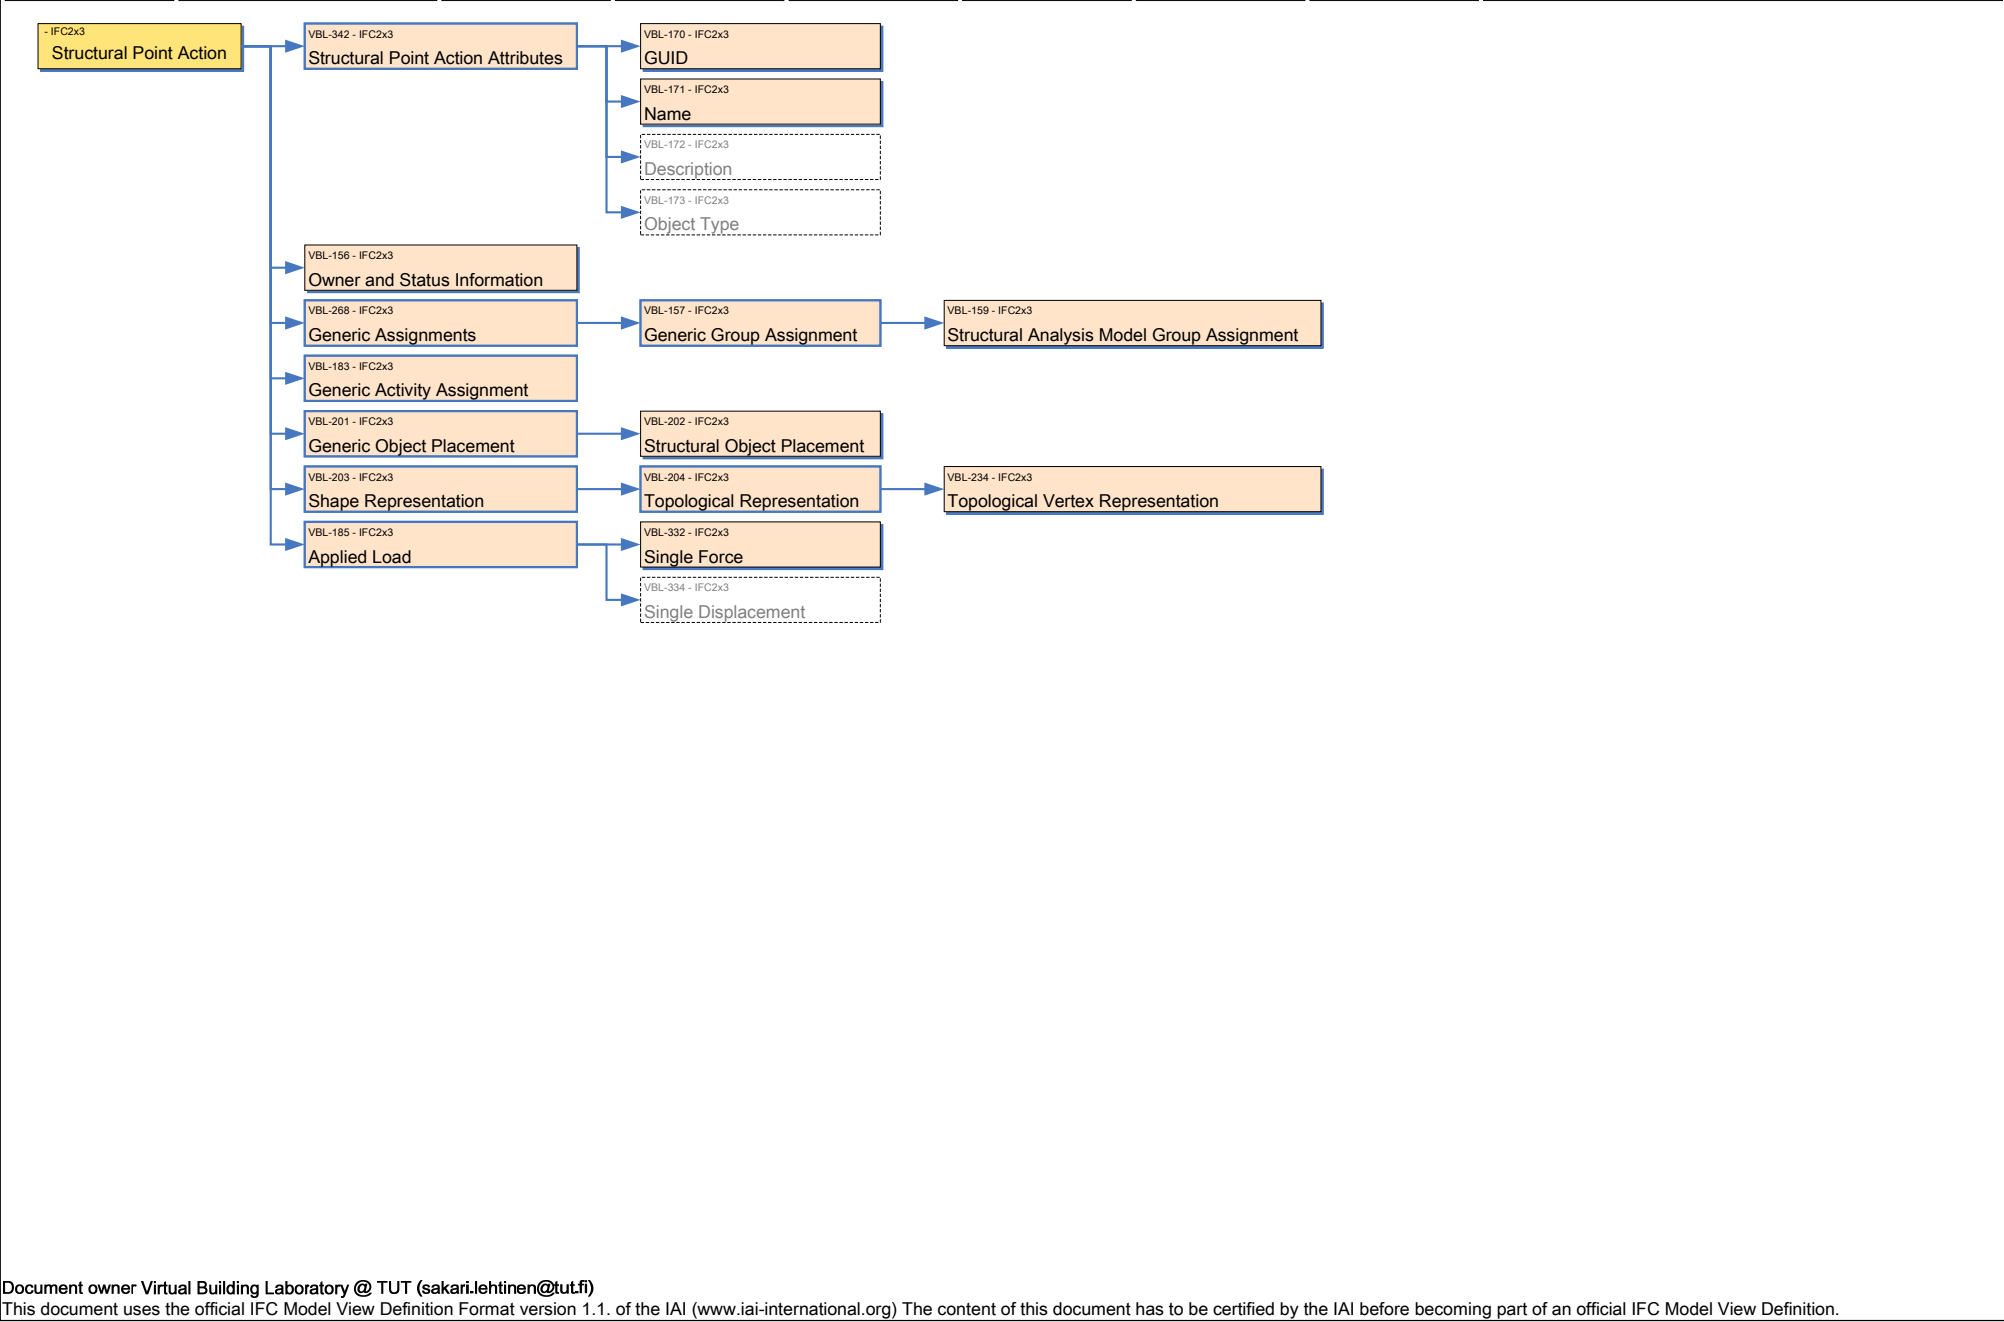 - IFC2x3
Structural Point Action
VBL-342 - IFC2x3
Structural Point Action Attributes
VBL-170 - IFC2x3
GUID
VBL-171 - IFC2x3
Name
VBL-172 - IFC2x3
Description
VBL-173 - IFC2x3
Object Type
VBL-156 - IFC2x3
Owner and Status Information
VBL-268 - IFC2x3
Generic Assignments
VBL-157 - IFC2x3
Generic Group Assignment
VBL-159 - IFC2x3
Structural Analysis Model Group Assignment
VBL-183 - IFC2x3
Generic Activity Assignment
VBL-201 - IFC2x3
Generic Object Placement
VBL-202 - IFC2x3
Structural Object Placement
VBL-203 - IFC2x3
Shape Representation
VBL-204 - IFC2x3
Topological Representation
VBL-234 - IFC2x3
Topological Vertex Representation
VBL-185 - IFC2x3
Applied Load
VBL-332 - IFC2x3
Single Force
VBL-334 - IFC2x3
Single Displacement
Document owner Virtual Building Laboratory @ TUT (sakari.lehtinen@tut.fi)
This document uses the official IFC Model View Definition Format version 1.1. of the IAI (www.iai-international.org) The content of this document has to be certified by the IAI before becoming part of an official IFC Model View Definition.